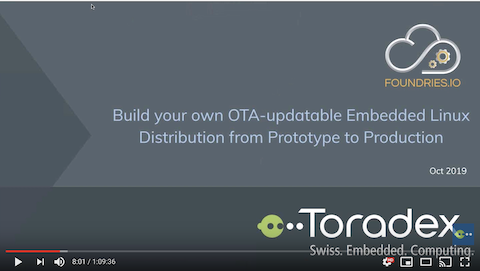 FOUNDRIES.IO
Build your own OTA-updatable Embedded Linux
Distribution from Prototype to Production
Oct 2019
Toradex
Swiss. Embedded. Computing.
8:01 / 1:09:36